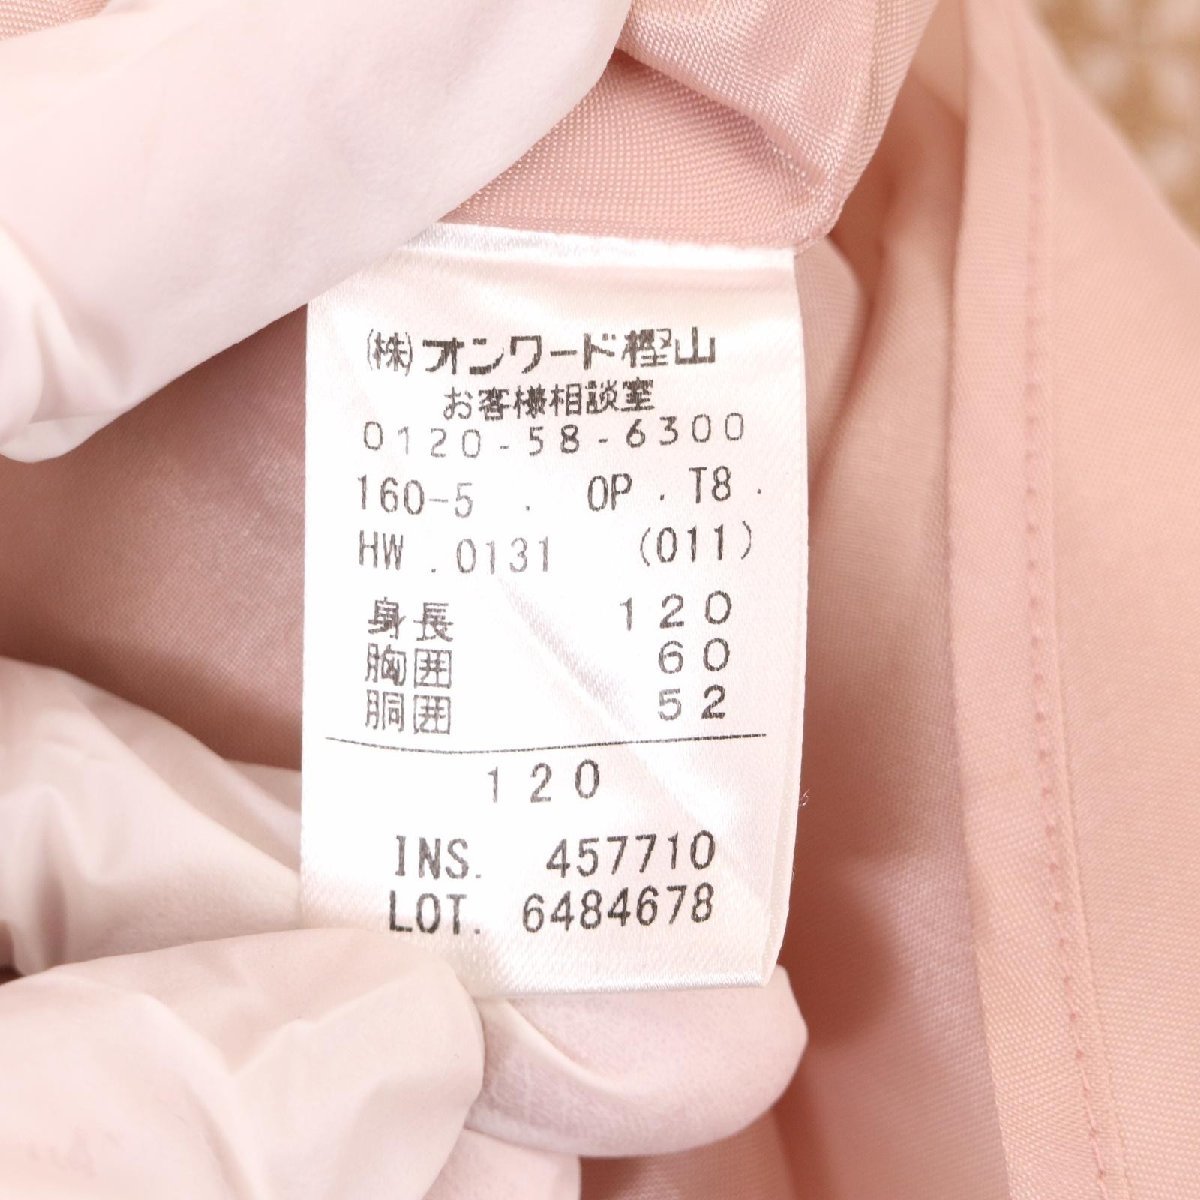 (株)オンワード樫山
お客様相談室
0120-58-6300
160-5 . OP . T8 .
HW . 0131 (011)
身長 120
胸囲 60
胴囲 52
120
INS. 457710
LOT. 6484678